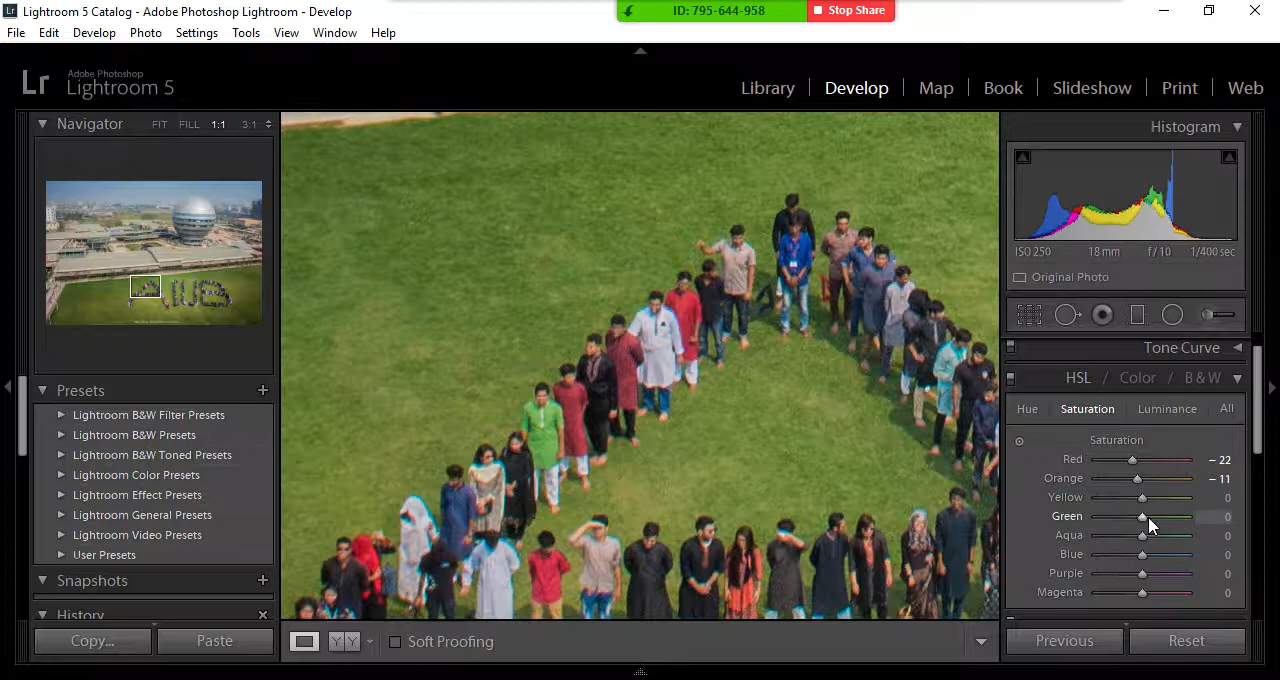 Lightroom 5 Catalog - Adobe Photoshop Lightroom - Develop
ID: 795-644-958 Stop Share
File Edit Develop Photo Settings Tools View Window Help
Lr Adobe Photoshop
Lightroom 5
Library Develop Map Book Slideshow Print Web
Navigator FIT FILL 1:1 3:1
Histogram
ISO 250 18 mm f / 10 1/400 sec
Original Photo
Tone Curve
HSL / Color / B & W
Hue Saturation Luminance All
Saturation
Red - 22
Orange - 11
Yellow 0
Green 0
Aqua 0
Blue 0
Purple 0
Magenta 0
Presets
Lightroom B&W Filter Presets
Lightroom B&W Presets
Lightroom B&W Toned Presets
Lightroom Color Presets
Lightroom Effect Presets
Lightroom General Presets
Lightroom Video Presets
User Presets
Snapshots
History
Copy... Paste
Y Y Soft Proofing
Previous Reset
AIUB